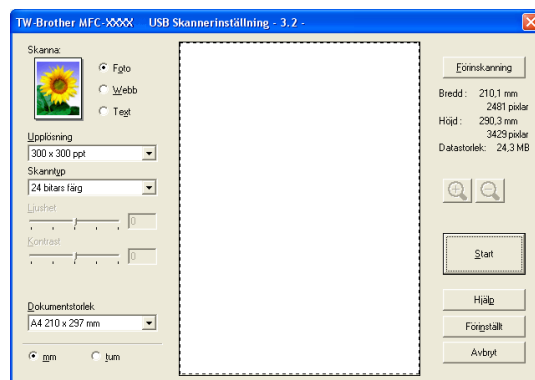 TW-Brother MFC-XXXX USB Skannerinställning - 3.2 -
Skanna:
Foto
Webb
Text
Upplösning
300 x 300 ppt
Skanntyp
24 bitars färg
Ljushet
0
Kontrast
0
Dokumentstorlek
A4 210 x 297 mm
mm
tum
Förinskanning
Bredd : 210,1 mm
2481 pixlar
Höjd : 290,3 mm
3429 pixlar
Datastorlek: 24,3 MB
Start
Hjälp
Förinställt
Avbryt